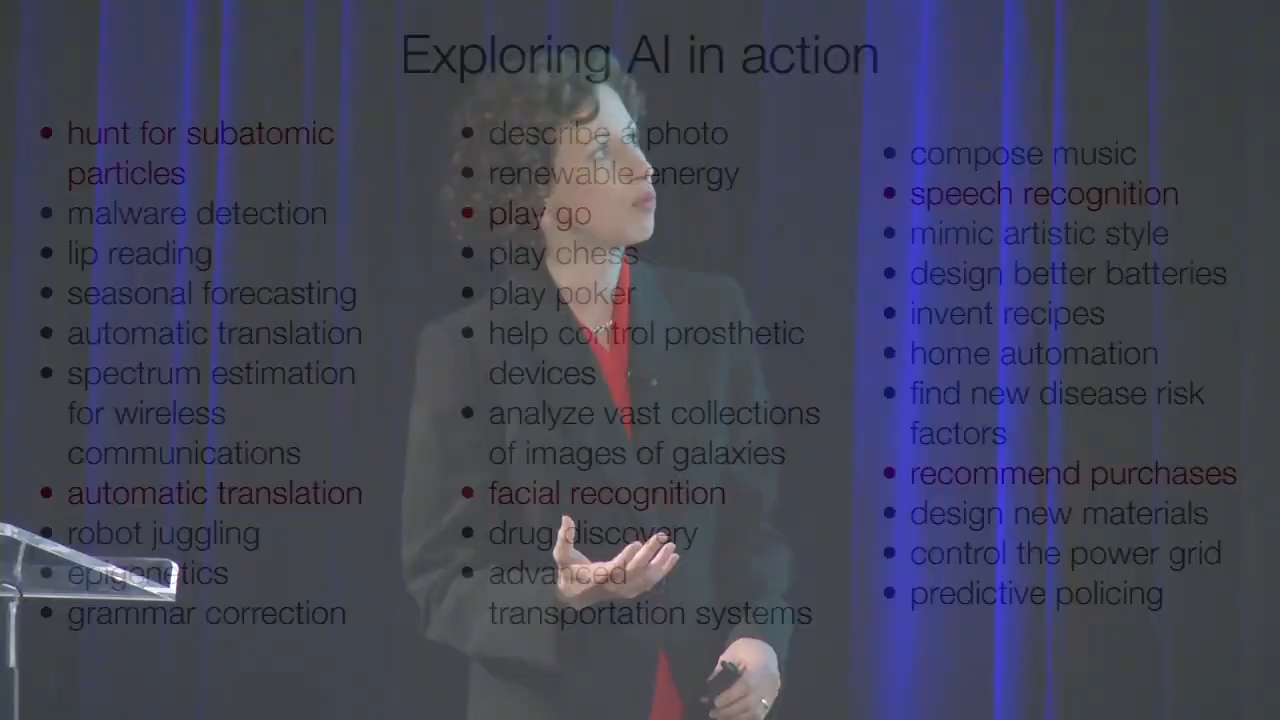 Exploring AI in action
• hunt for subatomic
particles
• malware detection
• lip reading
• seasonal forecasting
• automatic translation
• spectrum estimation
for wireless
communications
• automatic translation
• robot juggling
• epigenetics
• grammar correction
• describe a photo
• renewable energy
• play go
• play chess
• play poker
• help control prosthetic
devices
• analyze vast collections
of images of galaxies
• facial recognition
• drug discovery
• advanced
transportation systems
• compose music
• speech recognition
• mimic artistic style
• design better batteries
• invent recipes
• home automation
• find new disease risk
factors
• recommend purchases
• design new materials
• control the power grid
• predictive policing